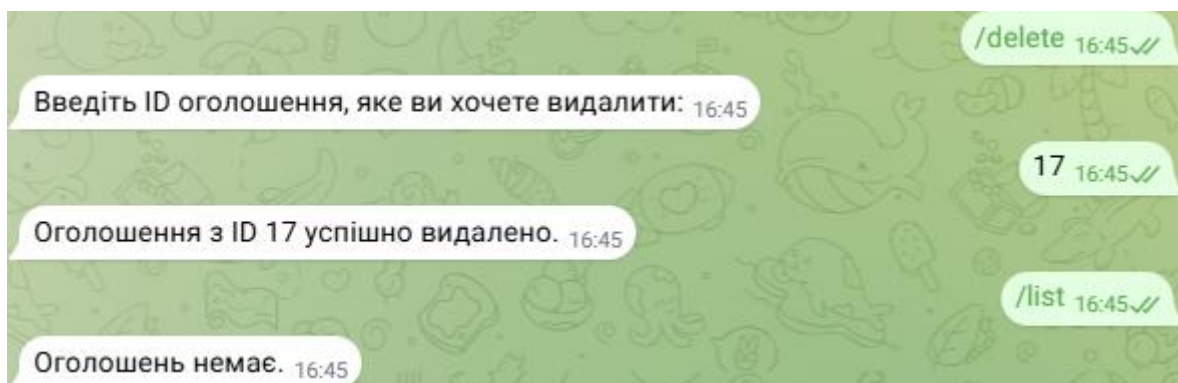 /delete 16:45
Введіть ID оголошення, яке ви хочете видалити: 16:45
17 16:45
Оголошення з ID 17 успішно видалено. 16:45
/list 16:45
Оголошень немає. 16:45